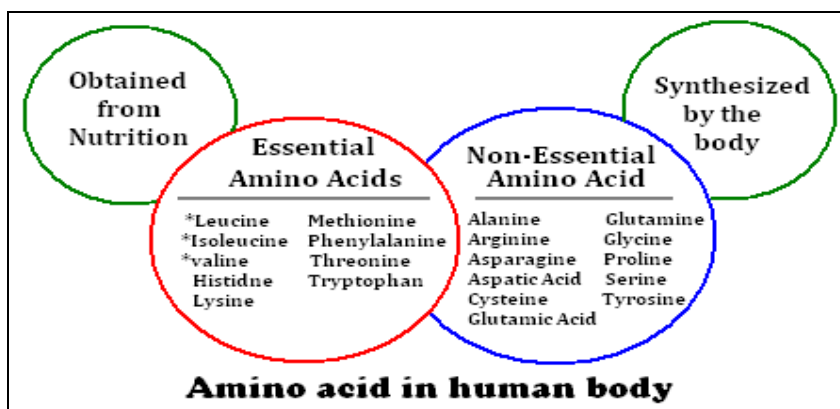 Obtained
from
Nutrition
Synthesized
by the
body
Essential
Amino Acids
*Leucine
*Isoleucine
*valine
Histidne
Lysine
Methionine
Phenylalanine
Threonine
Tryptophan
Non-Essential
Amino Acid
Alanine
Arginine
Asparagine
Aspatic Acid
Cysteine
Glutamic Acid
Glutamine
Glycine
Proline
Serine
Tyrosine
Amino acid in human body